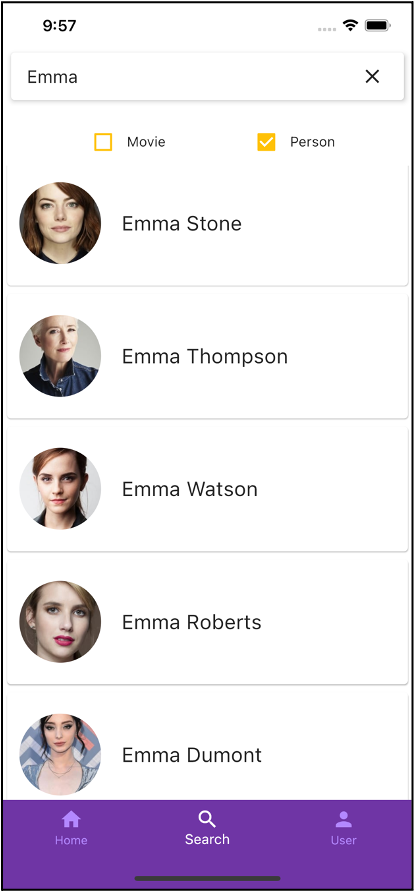 9:57
Emma
Movie Person
Emma Stone
Emma Thompson
Emma Watson
Emma Roberts
Emma Dumont
Home Search User